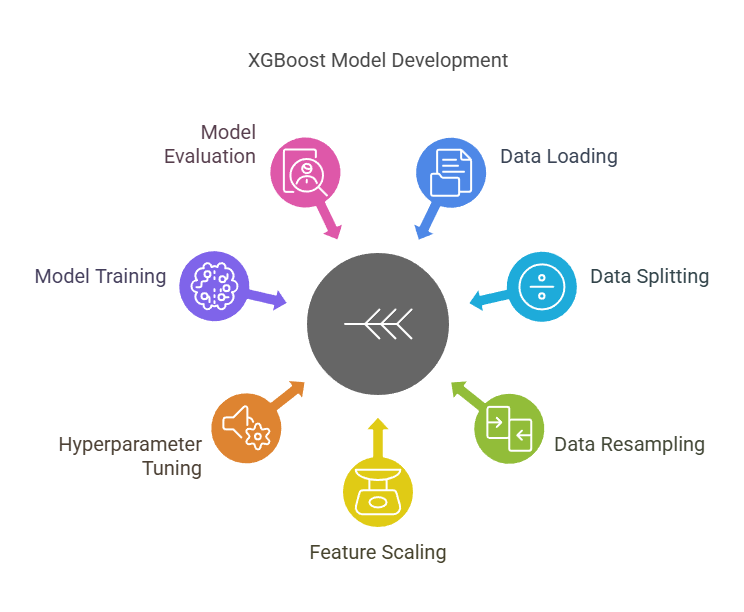 XGBoost Model Development
Model
Evaluation
Data Loading
Model Training
Data Splitting
Hyperparameter
Tuning
Data Resampling
Feature Scaling